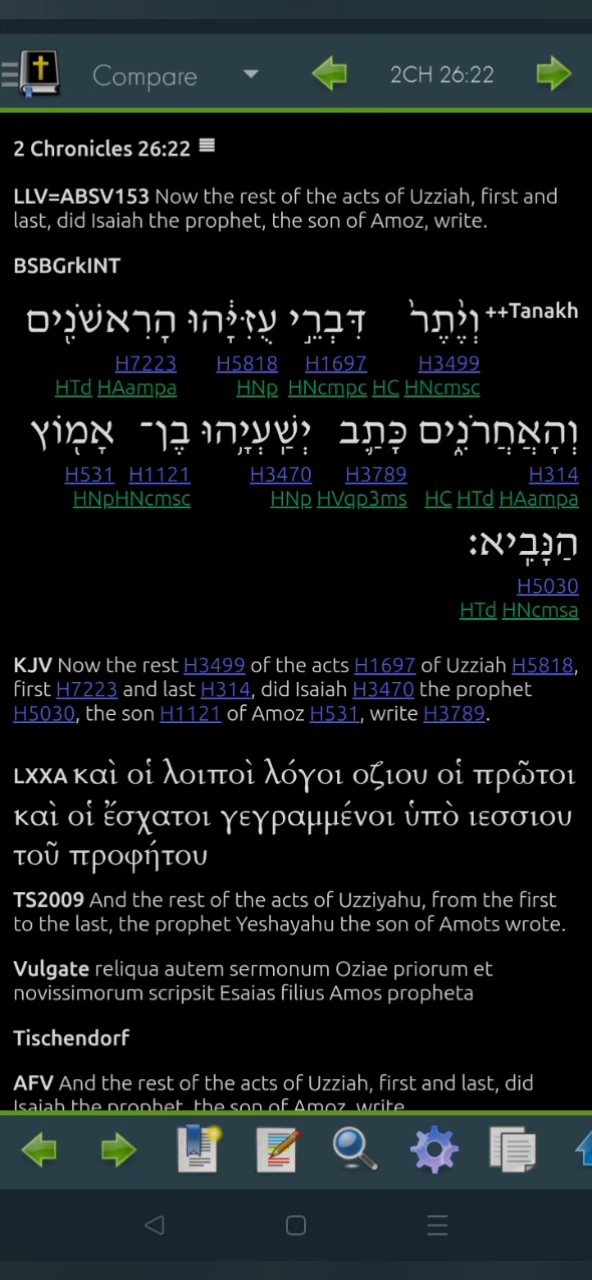 Compare
2CH 26:22
2 Chronicles 26:22
LLV=ABSV153 Now the rest of the acts of Uzziah, first and
last, did Isaiah the prophet, the son of Amoz, write.
BSBGrkINT
++Tanakh וְיֶ֨תֶר֙ דִּבְרֵ֣י עֻזִּיָּ֔הוּ הָרִאשֹׁנִ֖ים
H7223 H5818 H1697 H3499
HTd HAampa HNp HNcmpc HC HNcmsc
וְהָאֲחֲרֹנִ֑ים כָּתַ֛ב יְשַֽׁעְיָ֥הוּ בֶן־ אָמ֖וֹץ
H531 H1121 H3470 H3789 H314
HNpHNcmsc HNp HVqp3ms HC HTd HAampa
הַנָּבִֽיא׃
H5030
HTd HNcmsa
KJV Now the rest H3499 of the acts H1697 of Uzziah H5818,
first H7223 and last H314, did Isaiah H3470 the prophet
H5030, the son H1121 of Amoz H531, write H3789.
LXXA καὶ οἱ λοιποὶ λόγοι οζιου οἱ πρῶτοι
καὶ οἱ ἔσχατοι γεγραμμένοι ὑπὸ ιεσσιου
τοῦ προφήτου
TS2009 And the rest of the acts of Uzziyahu, from the first
to the last, the prophet Yeshayahu the son of Amots wrote.
Vulgate reliqua autem sermonum Oziae priorum et
novissimorum scripsit Esaias filius Amos propheta
Tischendorf
AFV And the rest of the acts of Uzziah, first and last, did
Isaiah the prophet, the son of Amoz, write